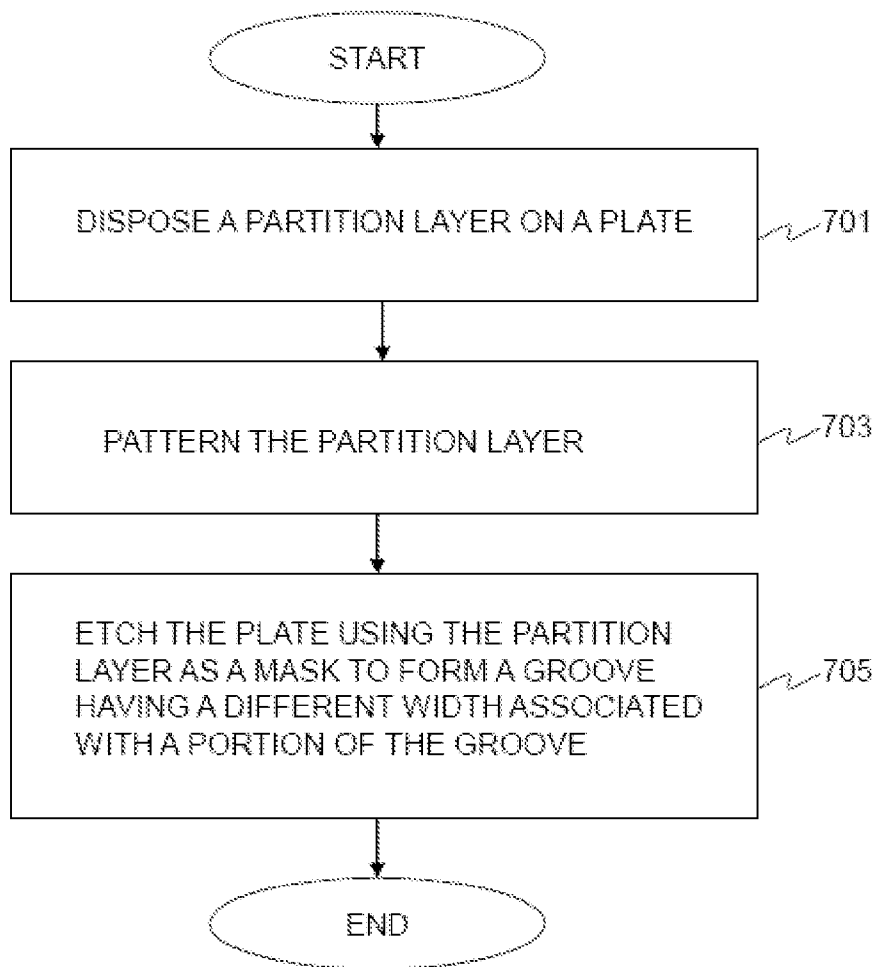 START
DISPOSE A PARTITION LAYER ON A PLATE
701
PATTERN THE PARTITION LAYER
703
ETCH THE PLATE USING THE PARTITION
LAYER AS A MASK TO FORM A GROOVE
HAVING A DIFFERENT WIDTH ASSOCIATED
WITH A PORTION OF THE GROOVE
705
END